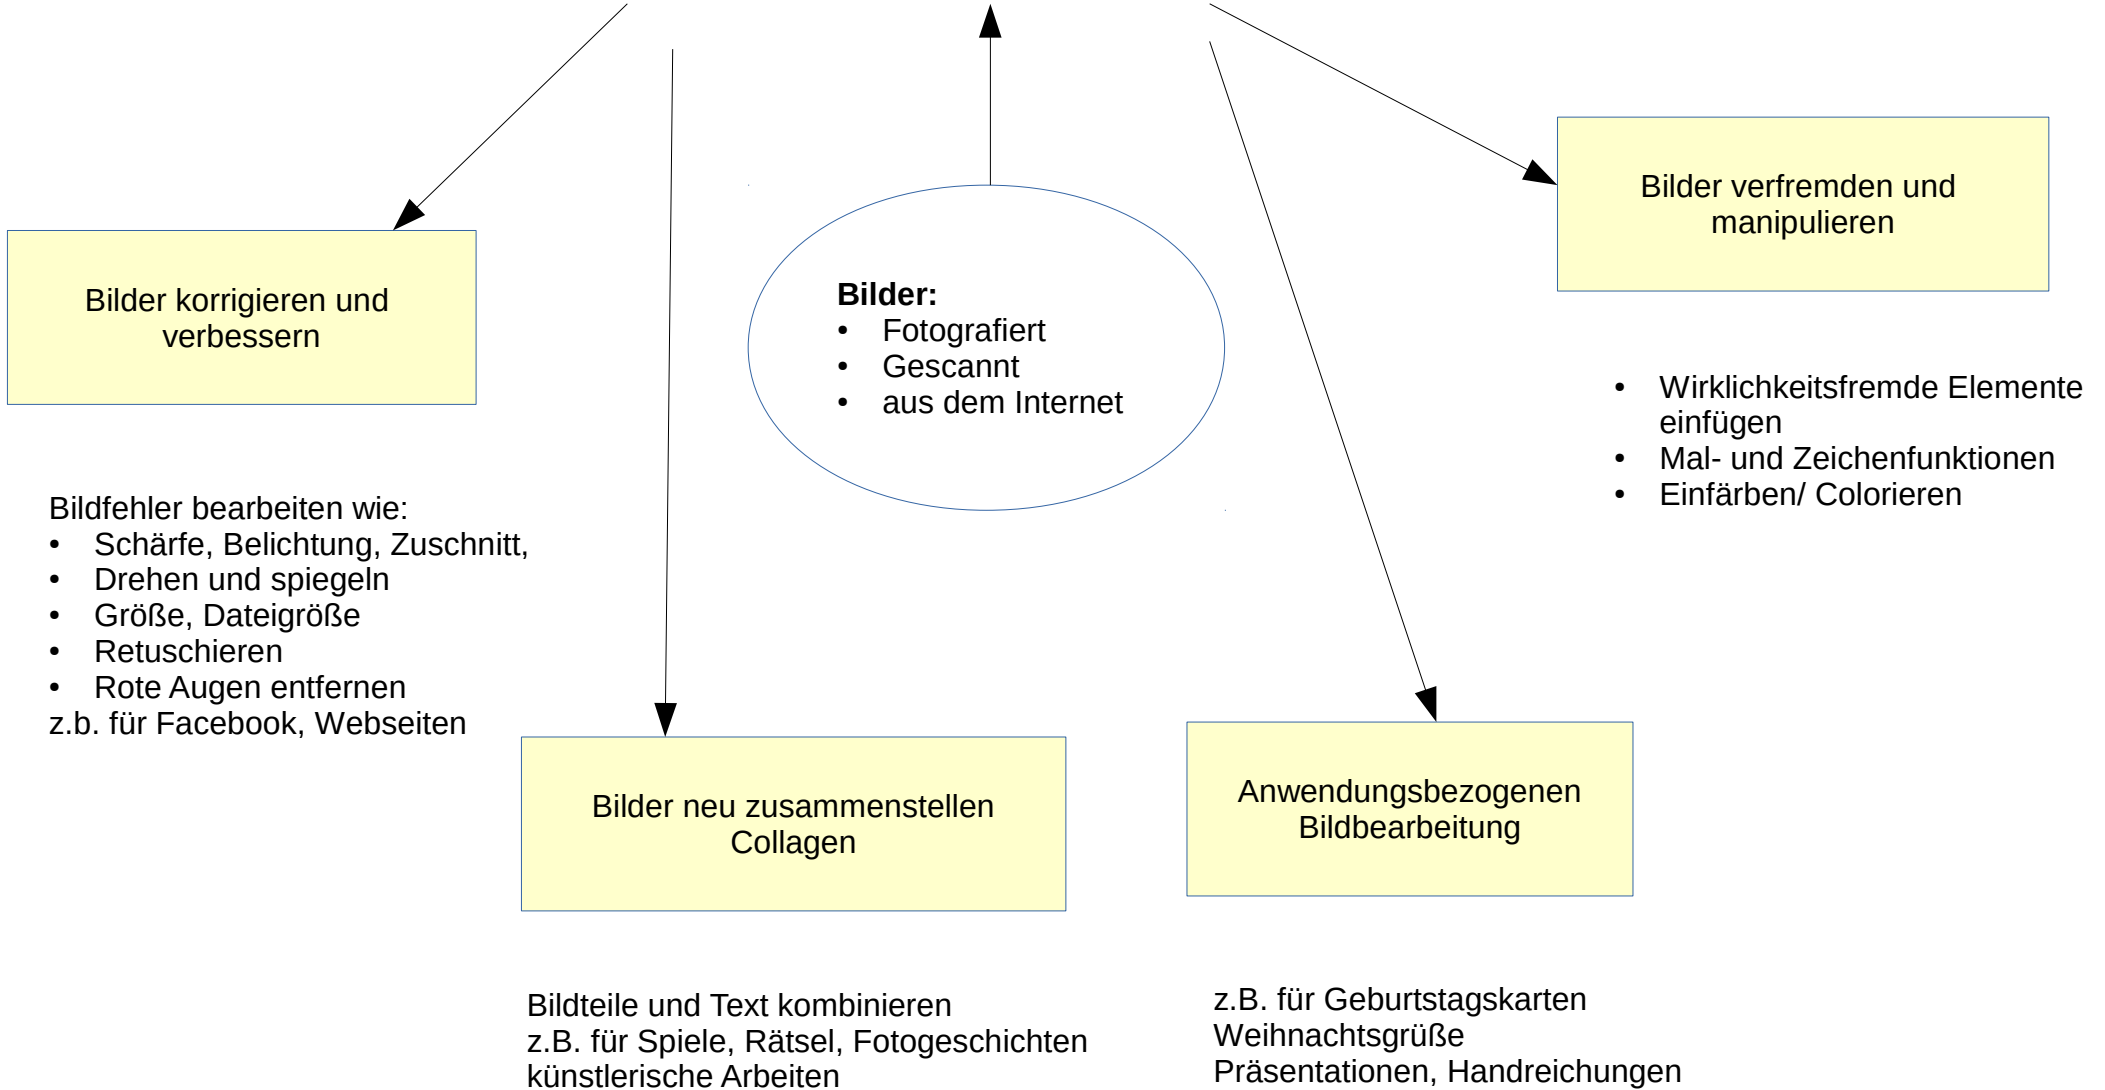 Bilder verfremden und
manipulieren
• Wirklichkeitsfremde Elemente
einfügen
• Mal- und Zeichenfunktionen
• Einfärben/ Colorieren
Bilder korrigieren und
verbessern
Bildfehler bearbeiten wie:
• Schärfe, Belichtung, Zuschnitt,
• Drehen und spiegeln
• Größe, Dateigröße
• Retuschieren
• Rote Augen entfernen
z.b. für Facebook, Webseiten
Bilder:
• Fotografiert
• Gescannt
• aus dem Internet
Bilder neu zusammenstellen
Collagen
Bildteile und Text kombinieren
z.B. für Spiele, Rätsel, Fotogeschichten
künstlerische Arbeiten
Anwendungsbezogenen
Bildbearbeitung
z.B. für Geburtstagskarten
Weihnachtsgrüße
Präsentationen, Handreichungen